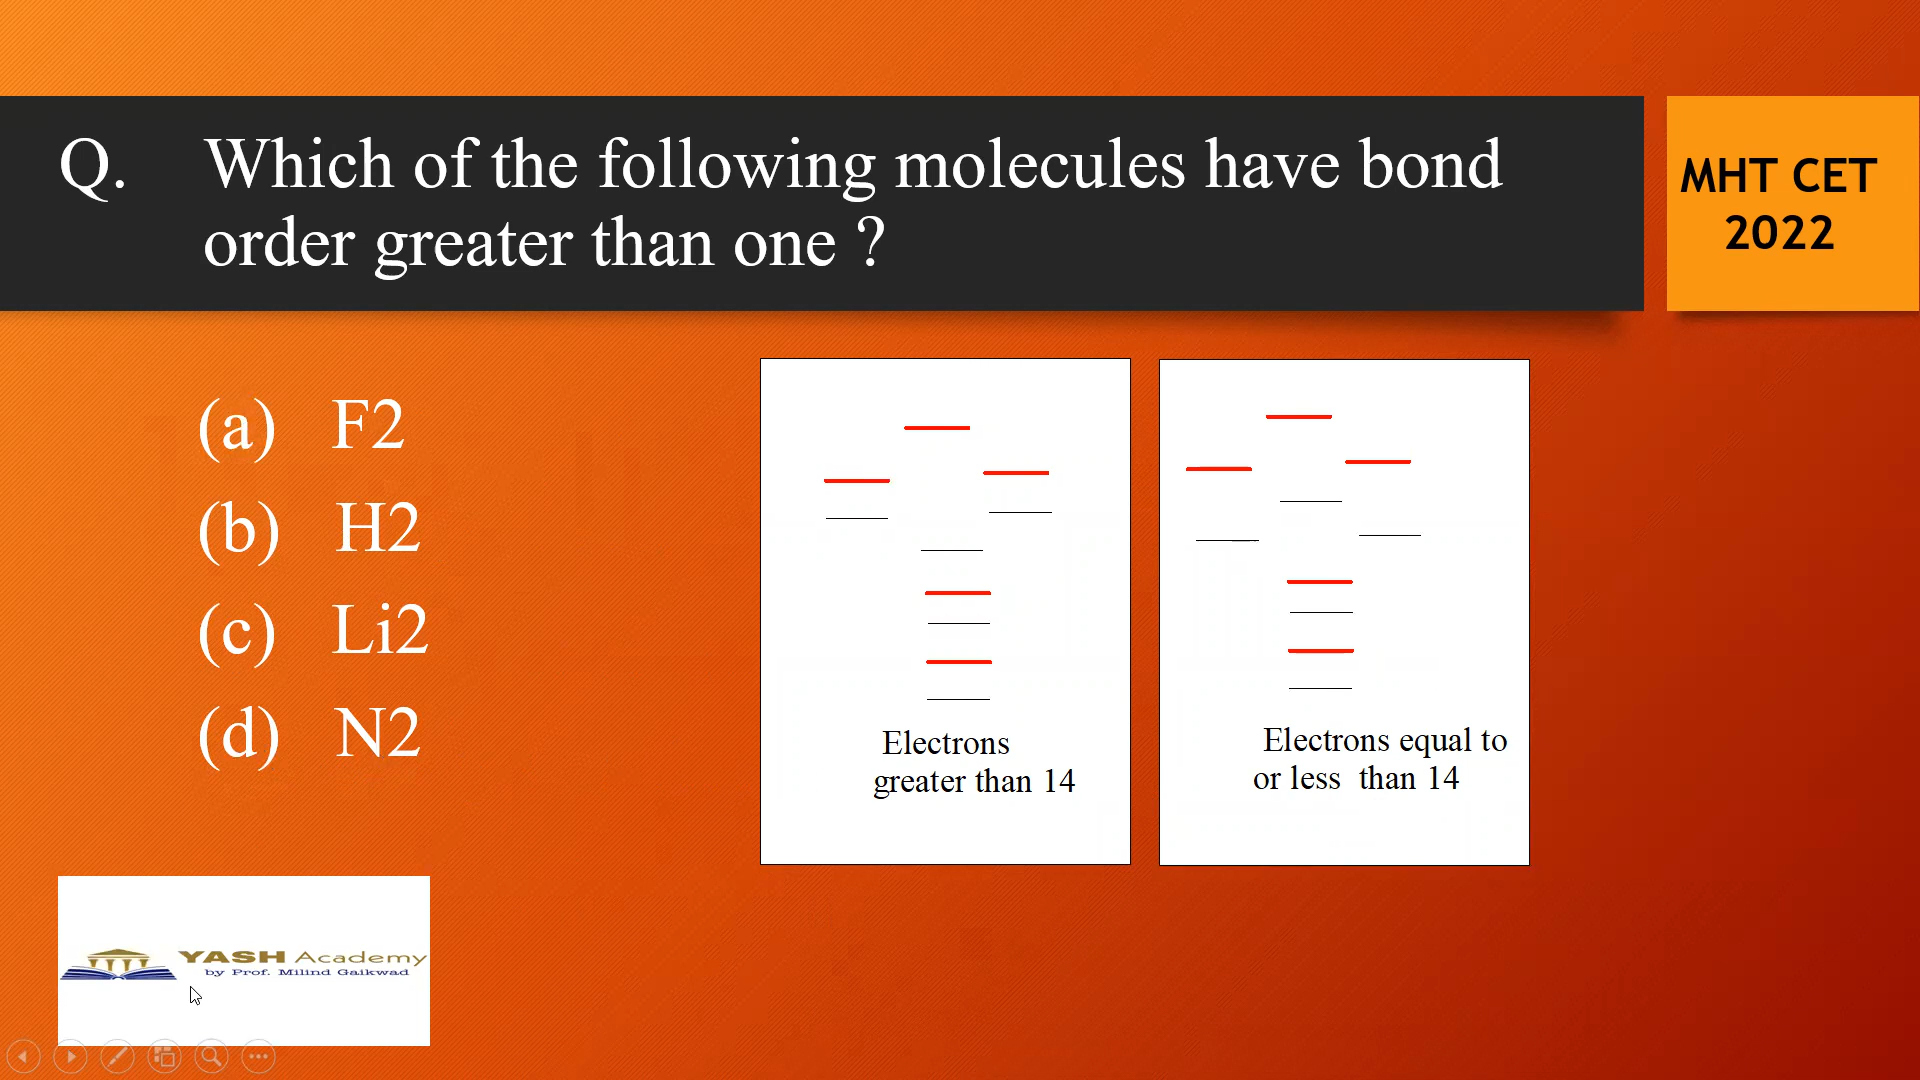 Q. Which of the following molecules have bond
order greater than one ?
MHT CET
2022
(a) F2
(b) H2
(c) Li2
(d) N2
Electrons
greater than 14
Electrons equal to
or less than 14
YASH Academy
by Prof. Milind Gaikwad